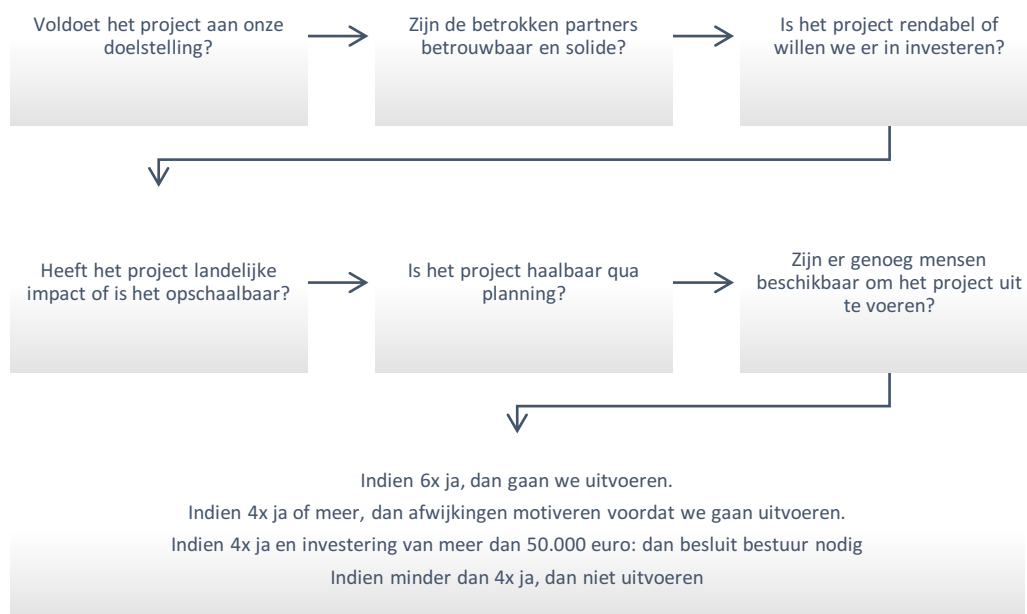 Voldoet het project aan onze
doelstelling?
Zijn de betrokken partners
betrouwbaar en solide?
Is het project rendabel of
willen we er in investeren?
Heeft het project landelijke
impact of is het opschaalbaar?
Is het project haalbaar qua
planning?
Zijn er genoeg mensen
beschikbaar om het project uit
te voeren?
Indien 6x ja, dan gaan we uitvoeren.
Indien 4x ja of meer, dan afwijkingen motiveren voordat we gaan uitvoeren.
Indien 4x ja en investering van meer dan 50.000 euro: dan besluit bestuur nodig
Indien minder dan 4x ja, dan niet uitvoeren